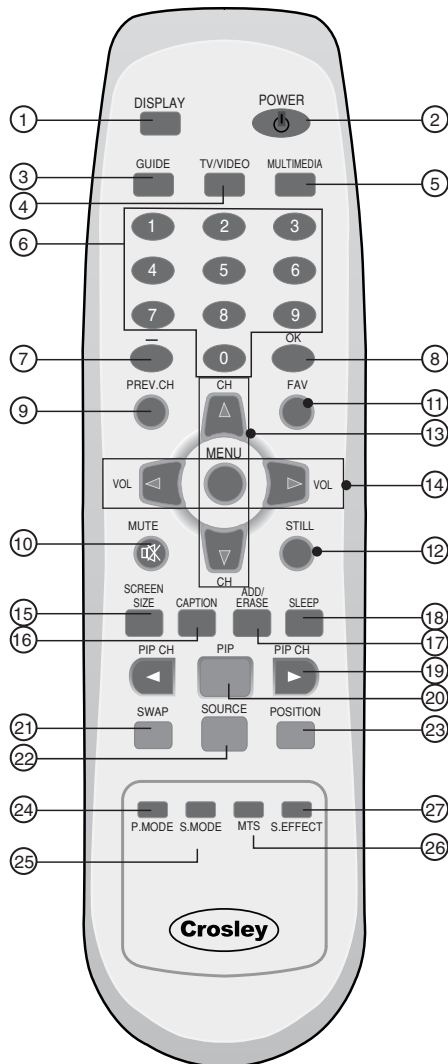 DISPLAY POWER
1 2
GUIDE TV/VIDEO MULTIMEDIA
3 5
4
6 1 2 3
4 5 6
7 8 9
– 0 OK
7 8
PREV.CH CH FAV
9 11
13
MENU
VOL VOL 14
MUTE STILL
10 12
CH
SCREEN SIZE CAPTION ADD/ERASE SLEEP
15 18
16 17
PIP CH PIP PIP CH
19
20
SWAP SOURCE POSITION
21 23
22
24 27
P.MODE S.MODE MTS S.EFFECT
25 26
Crosley